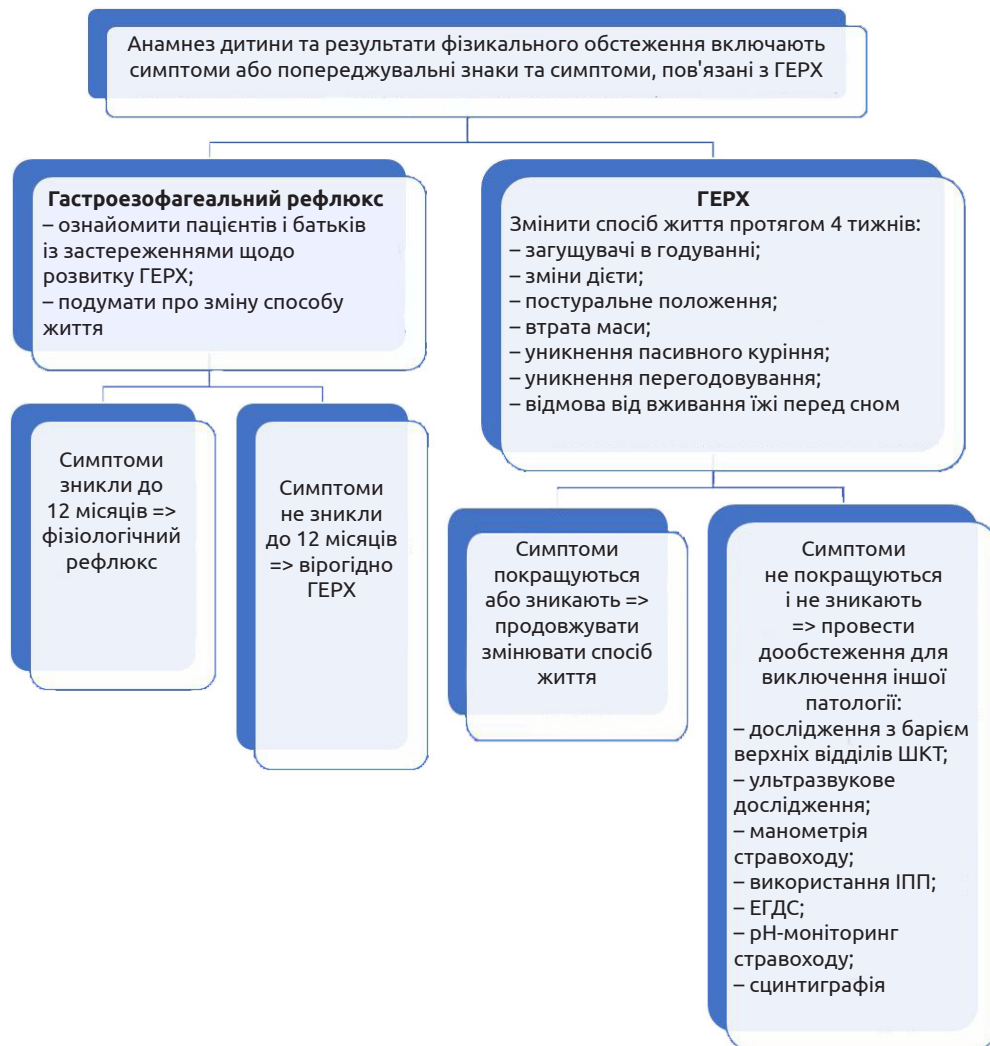 Анамнез дитини та результати фізикального обстеження включають
симптоми або попереджувальні знаки та симптоми, пов'язані з ГЕРХ
Гастроезофагеальний рефлюкс
– ознайомити пацієнтів і батьків
із застереженнями щодо
розвитку ГЕРХ;
– подумати про зміну способу
життя
ГЕРХ
Змінити спосіб життя протягом 4 тижнів:
– загущувачі в годуванні;
– зміни дієти;
– постуральне положення;
– втрата маси;
– уникнення пасивного куріння;
– уникнення перегодовування;
– відмова від вживання їжі перед сном
Симптоми
зникли до
12 місяців =>
фізіологічний
рефлюкс
Симптоми
не зникли
до 12 місяців
=> вірогідно
ГЕРХ
Симптоми
покращуються
або зникають =>
продовжувати
змінювати спосіб
життя
Симптоми
не покращуються
і не зникають
=> провести
дообстеження для
виключення іншої
патології:
– дослідження з барієм
верхніх відділів ШКТ;
– ультразвукове
дослідження;
– манометрія
стравоходу;
– використання ІПП;
– ЕГДС;
– рН-моніторинг
стравоходу;
– сцинтиграфія